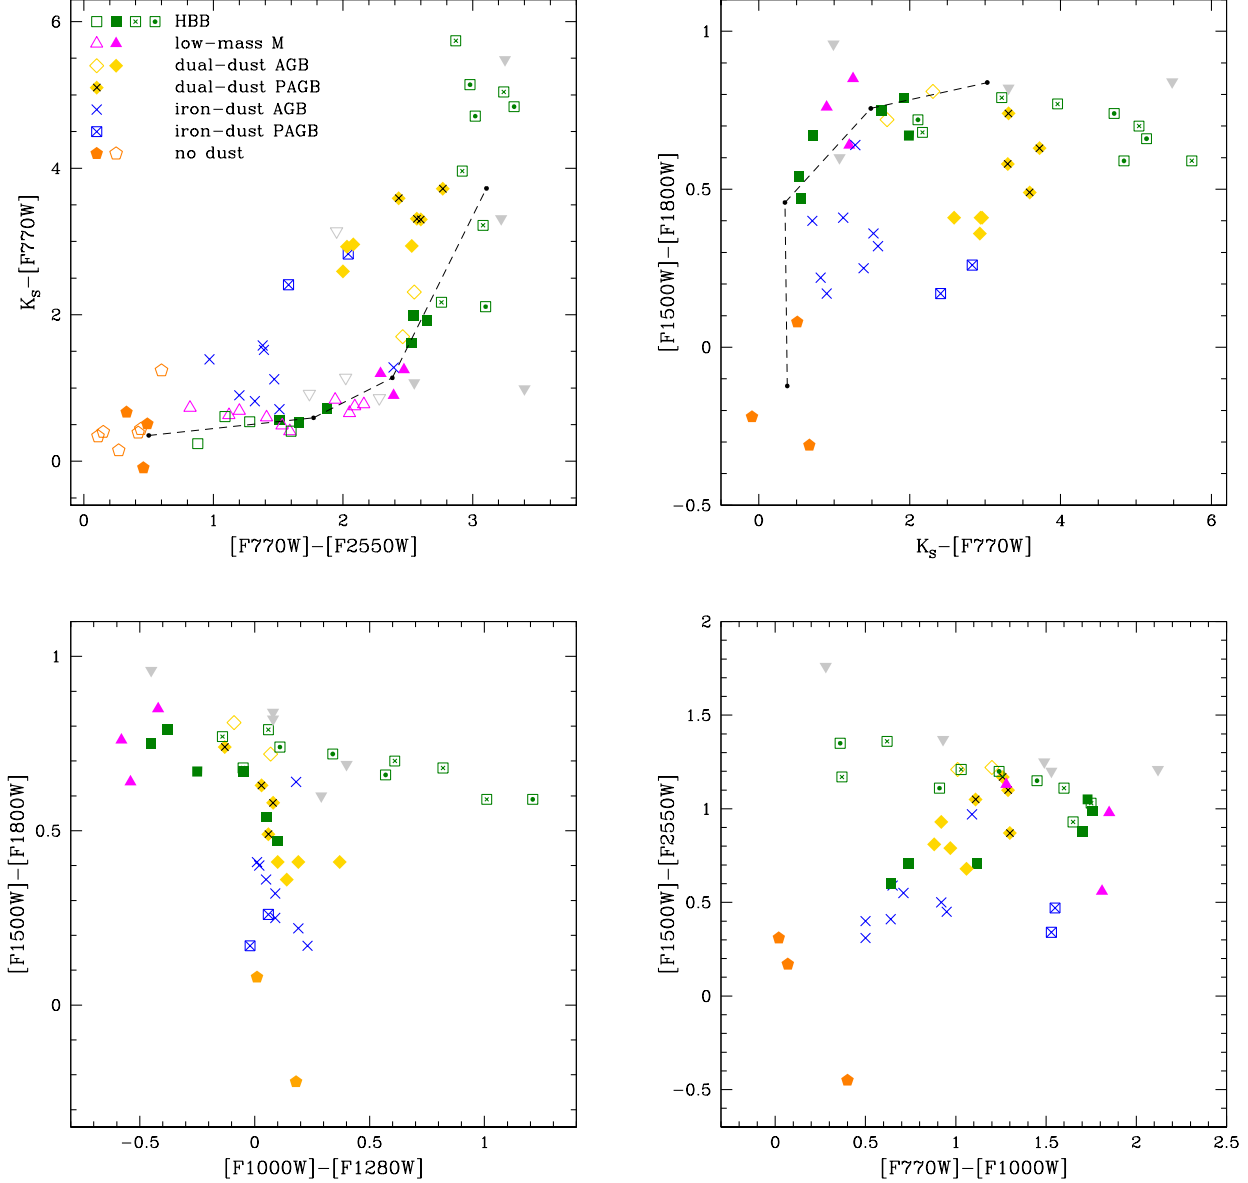 HBB
low-mass M
dual-dust AGB
dual-dust PAGB
iron-dust AGB
iron-dust PAGB
no dust
6
4
2
0
Ks-[F770W]
0
1
2
3
[F770W]-[F2550W]
1
0.5
0
-0.5
[F1500W]-[F1800W]
0
2
4
6
Ks-[F770W]
1
0.5
0
[F1500W]-[F1800W]
-0.5
0
0.5
1
[F1000W]-[F1280W]
2
1.5
1
0.5
0
-0.5
[F1500W]-[F2550W]
0
0.5
1
1.5
2
2.5
[F770W]-[F1000W]